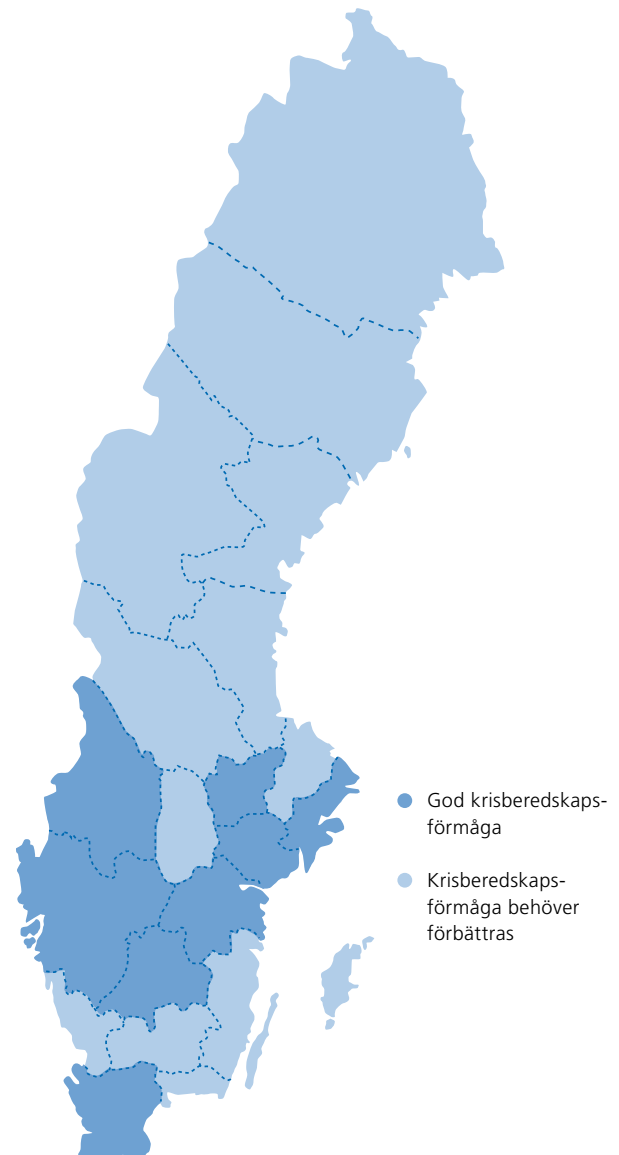 God krisberedskaps-
förmåga
Krisberedskaps-
förmåga behöver
förbättras